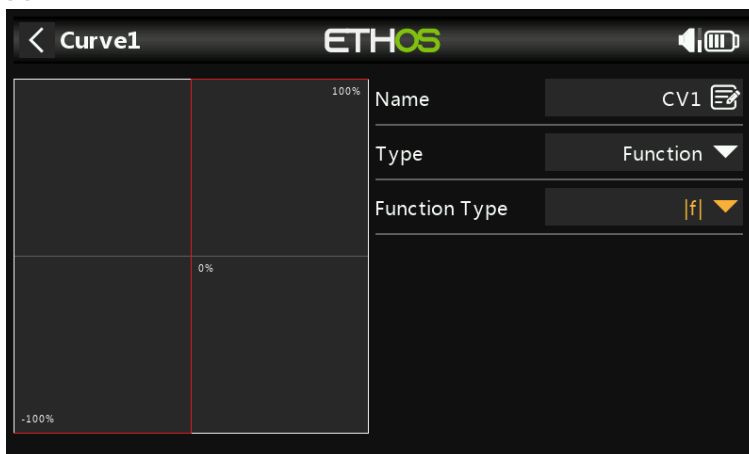 Curve1
ETHOS
100%
0%
-100%
Name CV1
Type Function
Function Type |f|